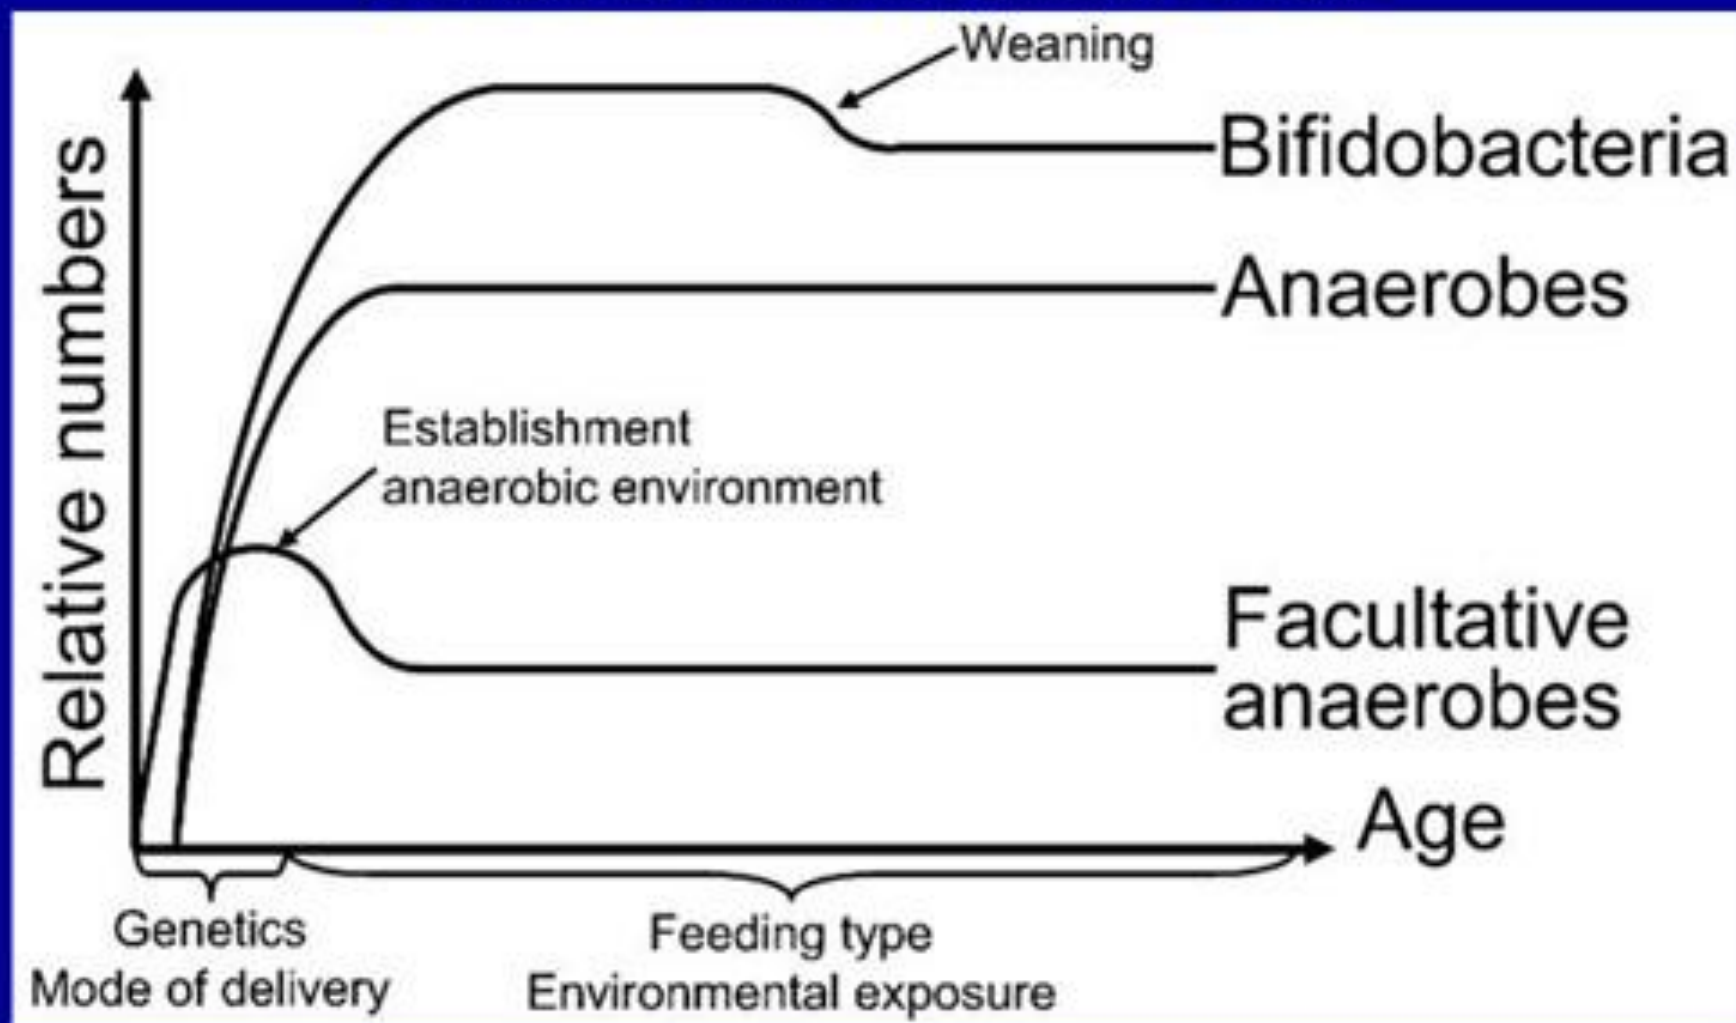 Weaning
Bifidobacteria
Anaerobes
Relative numbers
Establishment
anaerobic environment
Facultative
anaerobes
Age
Genetics
Mode of delivery
Feeding type
Environmental exposure